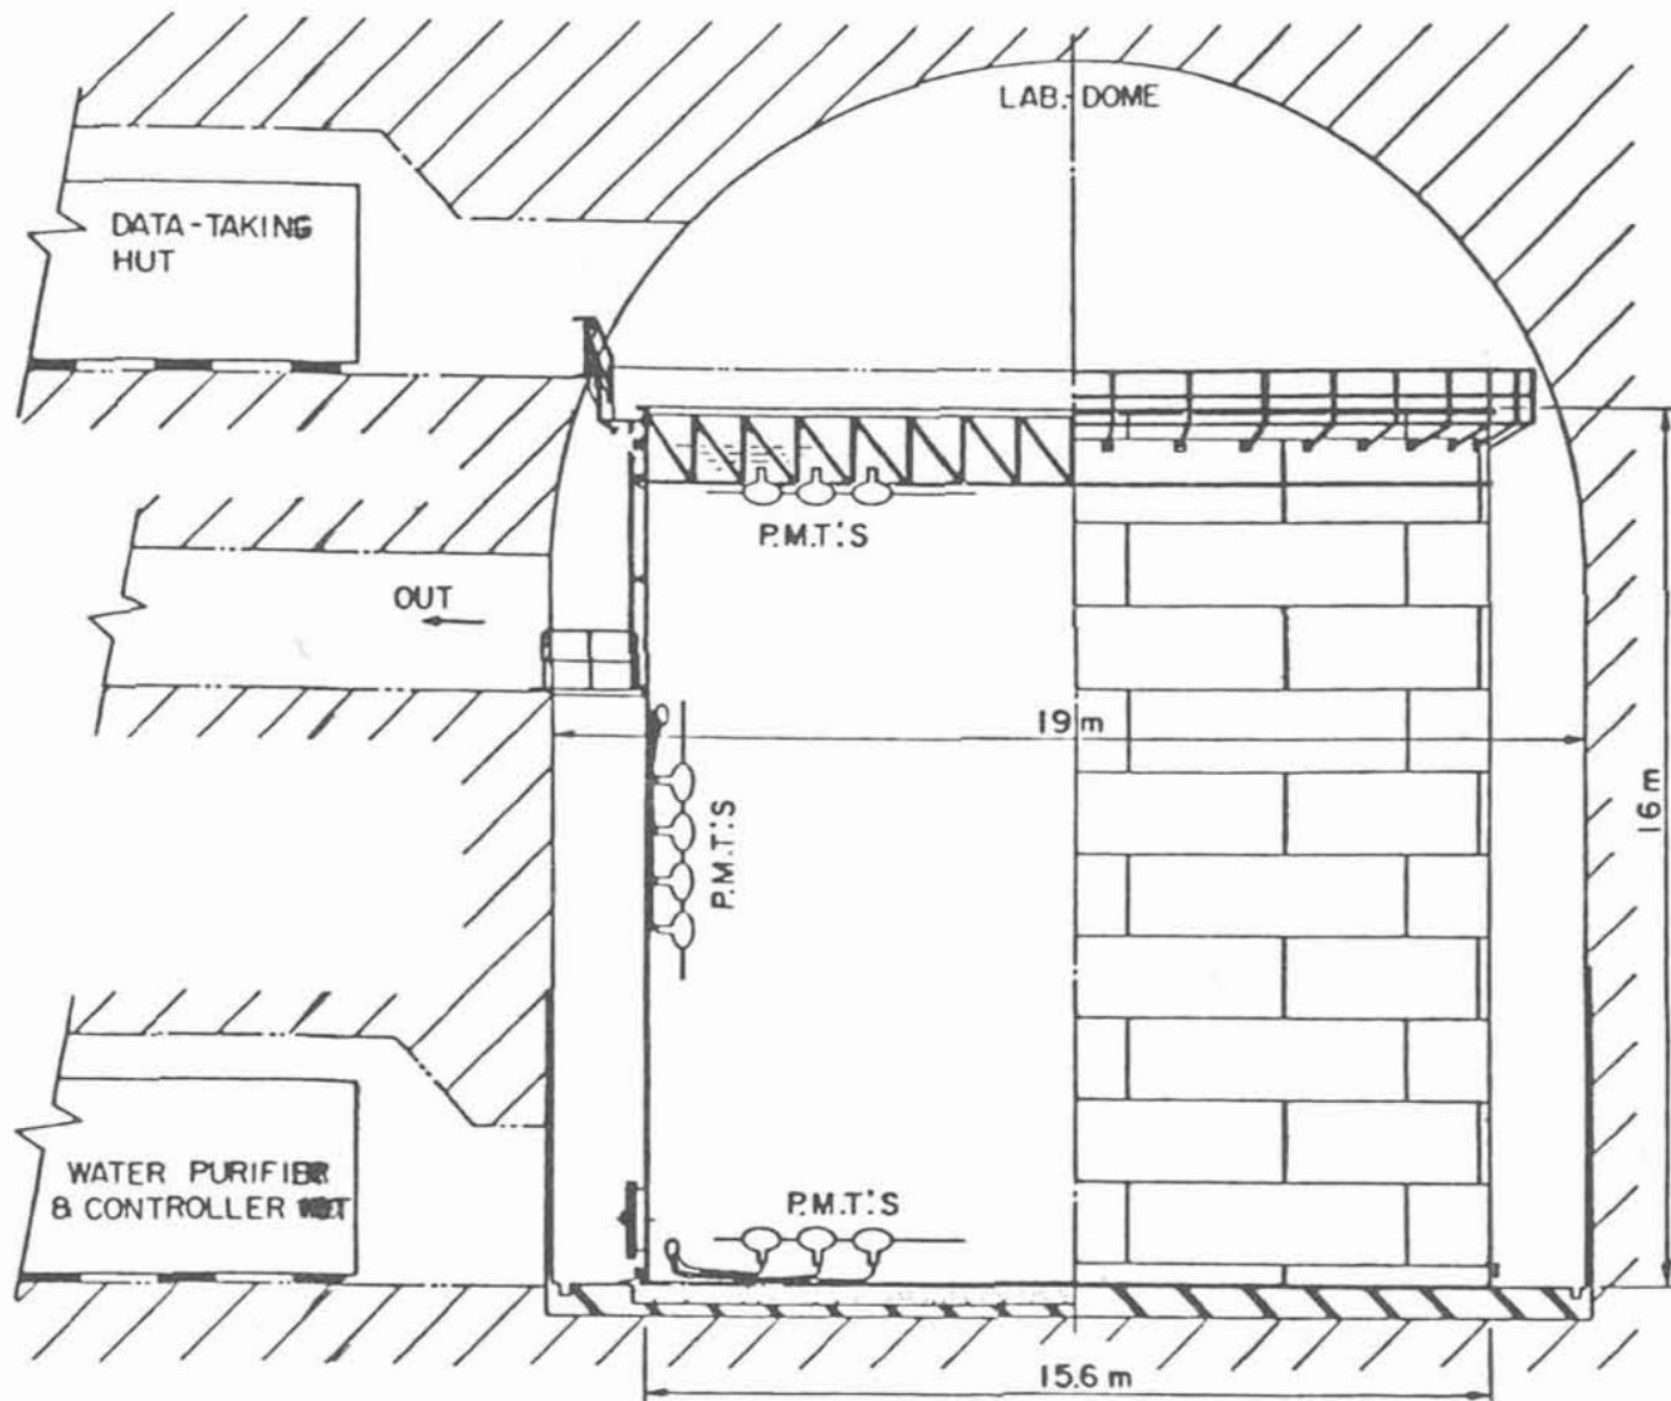 LAB. DOME
DATA-TAKING
HUT
P.M.T.'S
OUT
19 m
P.M.T.'S
16 m
WATER PURIFIER
& CONTROLLER
P.M.T.'S
15.6 m